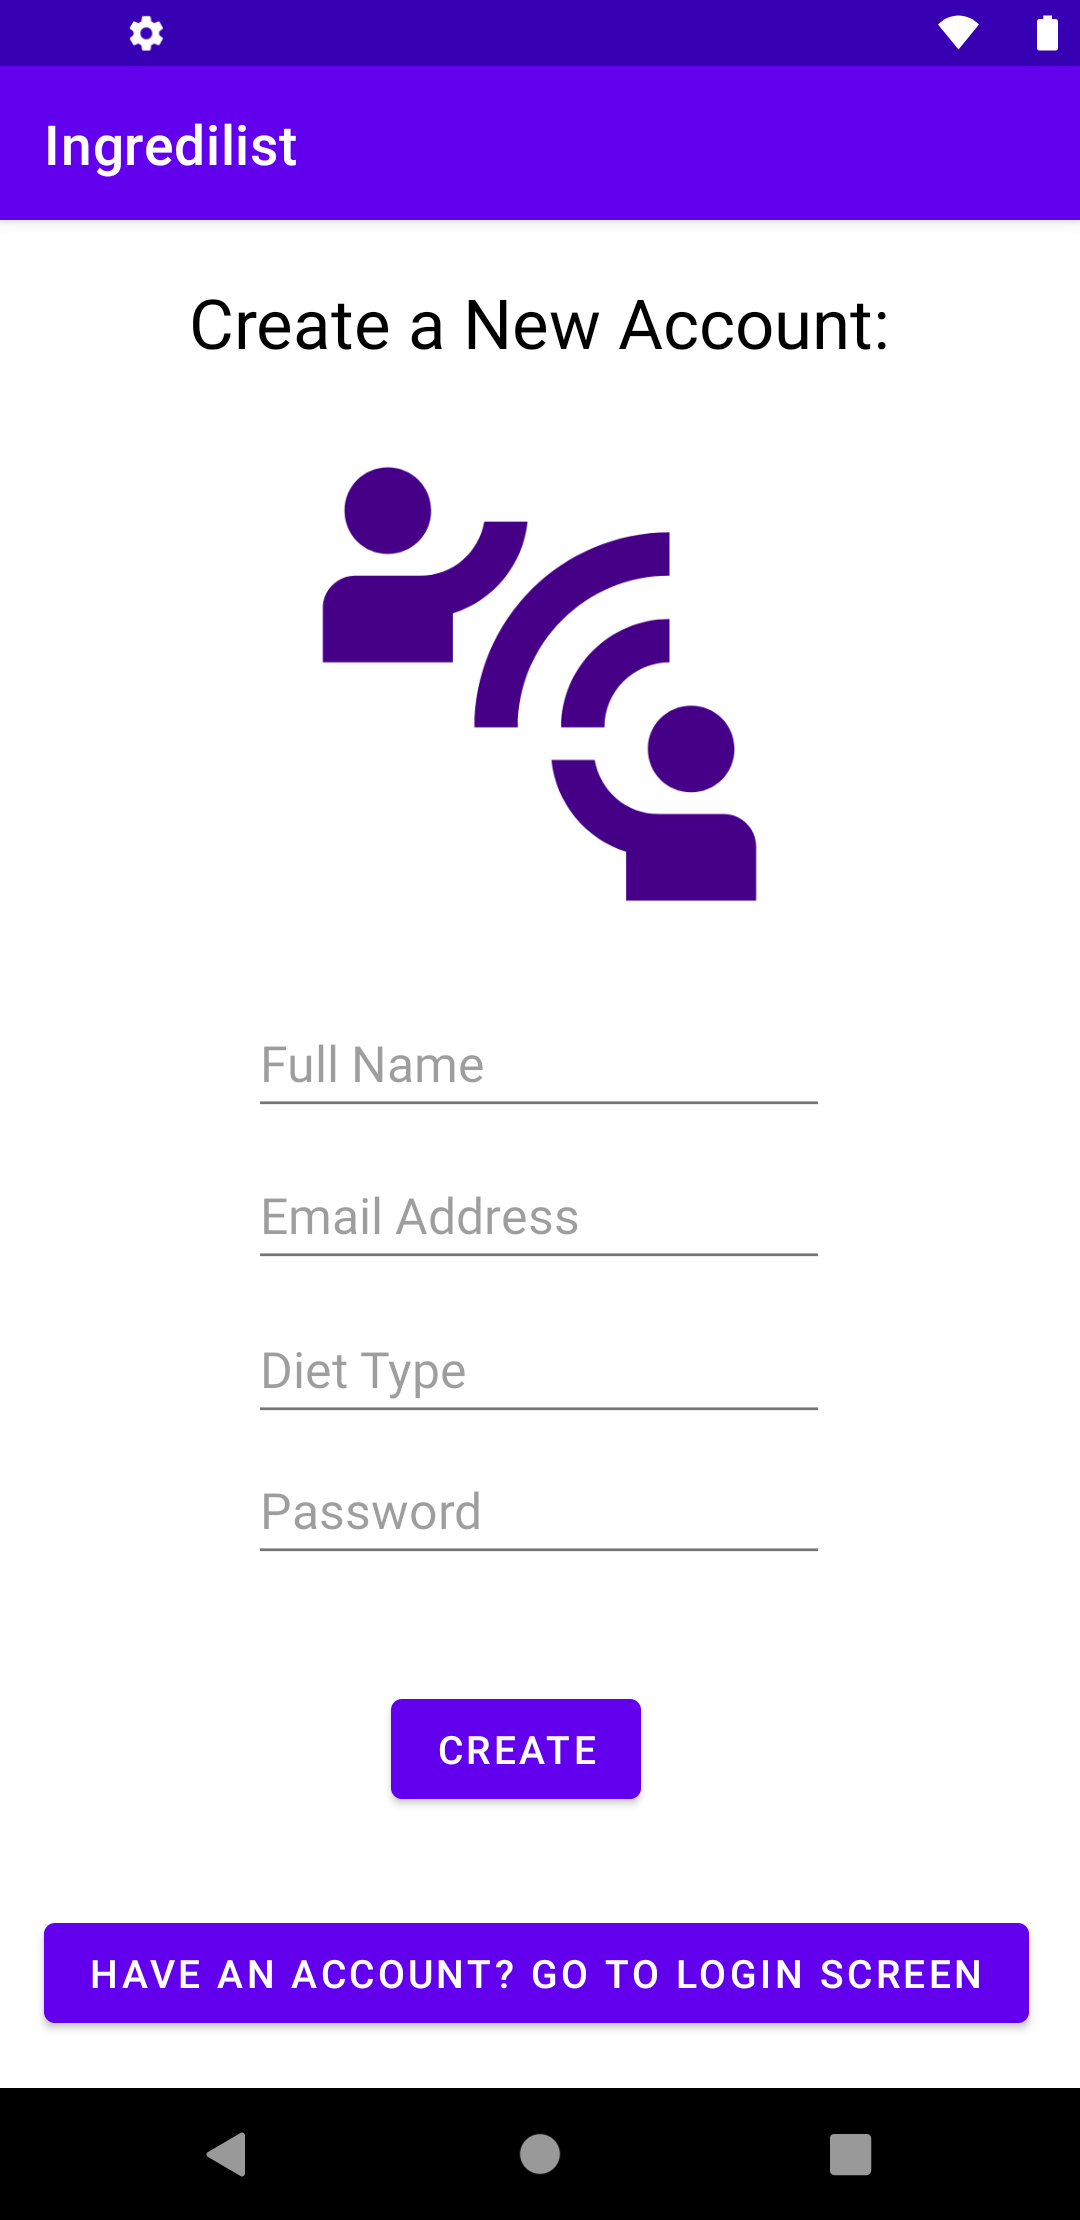 Ingredilist
Create a New Account:
Full Name
Email Address
Diet Type
Password
CREATE
HAVE AN ACCOUNT? GO TO LOGIN SCREEN